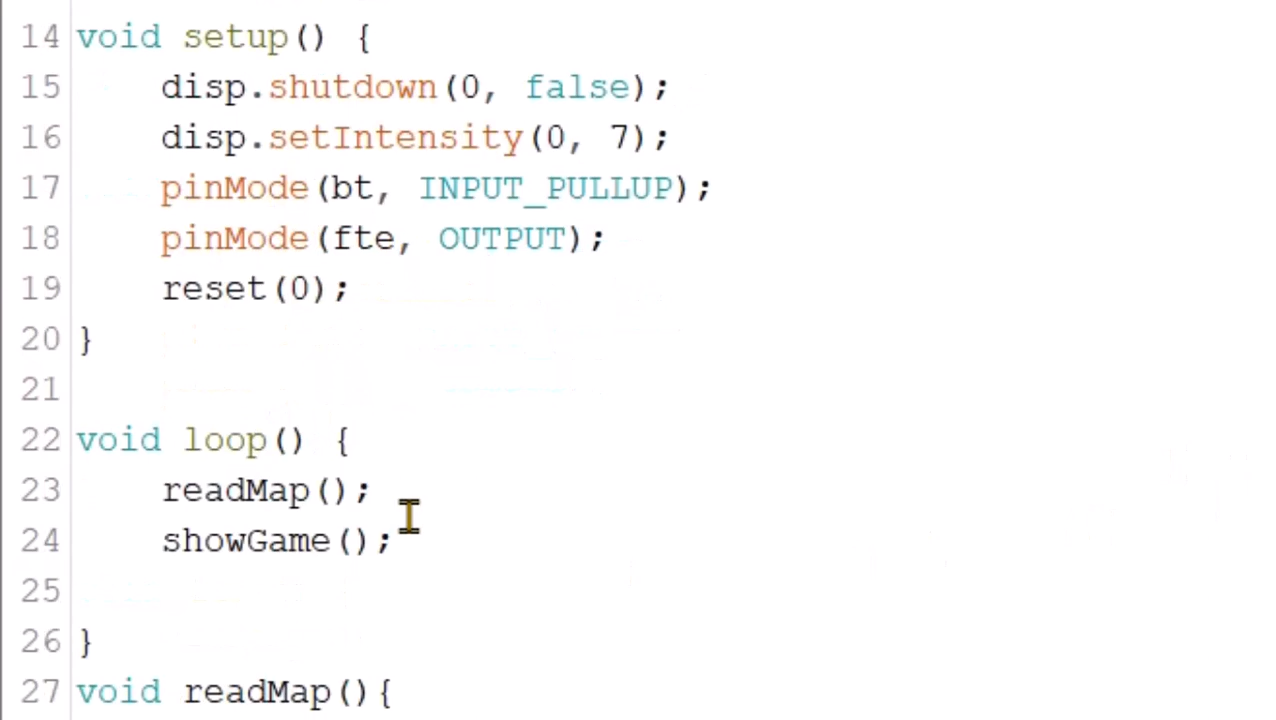 14 void setup() {
15     disp.shutdown(0, false);
16     disp.setIntensity(0, 7);
17     pinMode(bt, INPUT_PULLUP);
18     pinMode(fte, OUTPUT);
19     reset(0);
20 }
21
22 void loop() {
23     readMap();
24     showGame();
25
26 }
27 void readMap(){